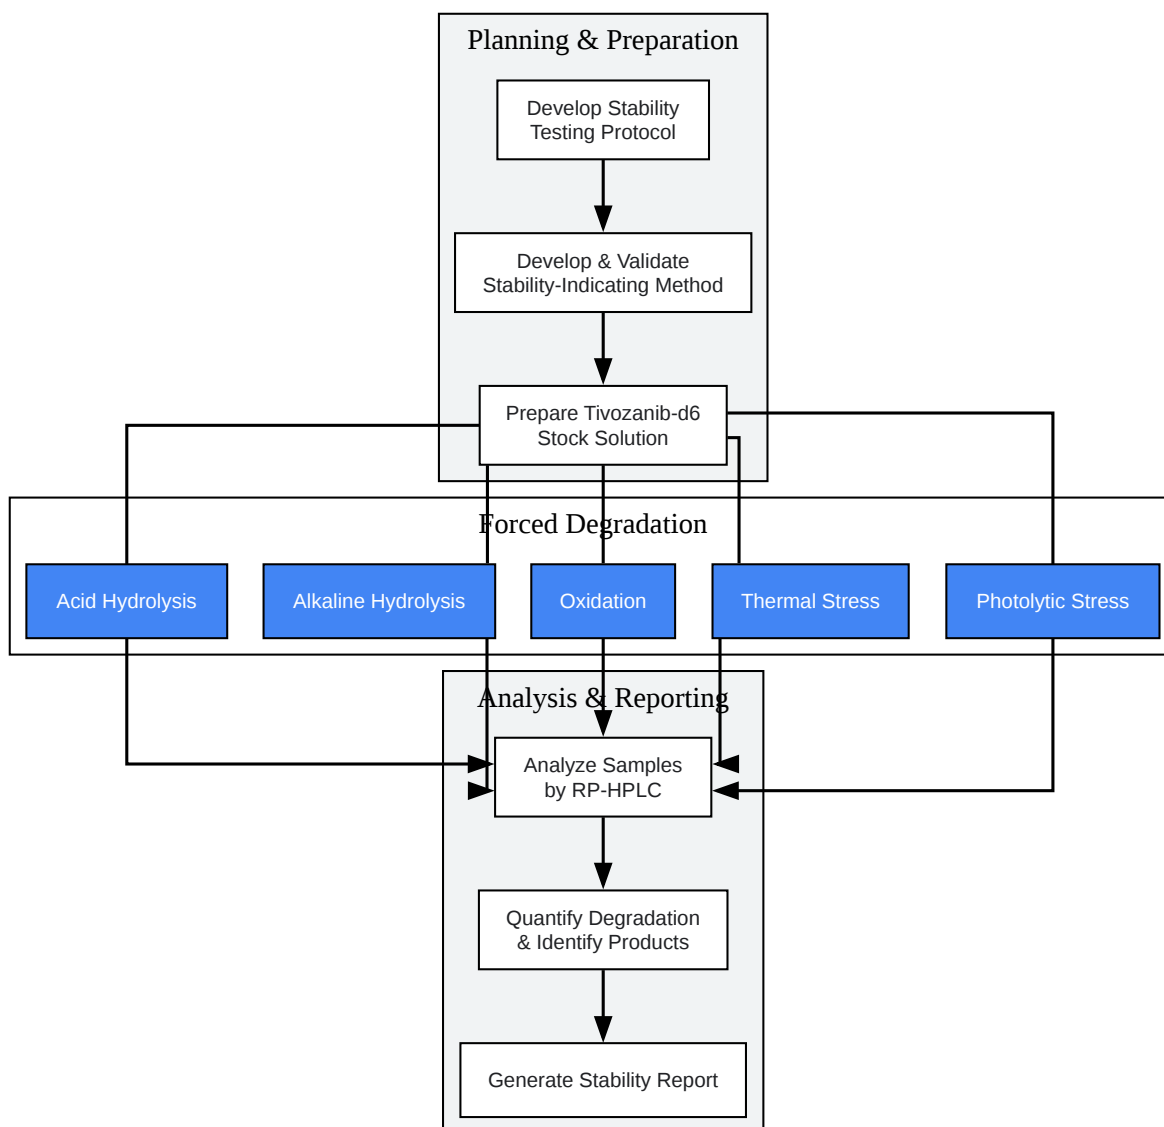 Planning & Preparation
Develop Stability
Testing Protocol
Develop & Validate
Stability-Indicating Method
Prepare Tivozanib-d6
Stock Solution
Forced Degradation
Acid Hydrolysis
Alkaline Hydrolysis
Oxidation
Thermal Stress
Photolytic Stress
Analysis & Reporting
Analyze Samples
by RP-HPLC
Quantify Degradation
& Identify Products
Generate Stability Report